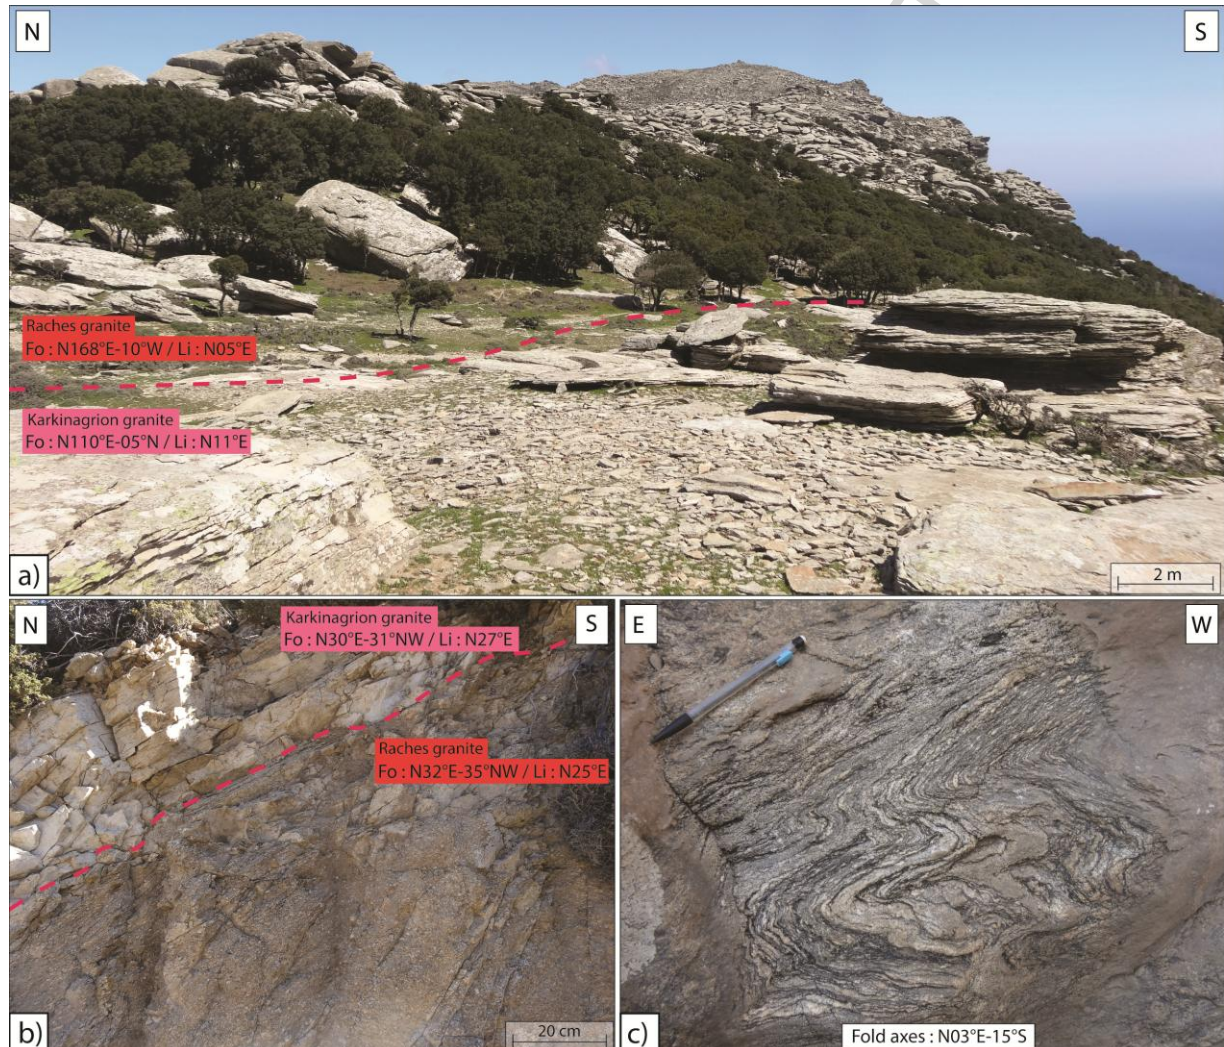 N
S
Raches granite
Fo : N168°E-10°W / Li : N05°E
Karkinagrion granite
Fo : N110°E-05°N / Li : N11°E
a)
2 m
N
Karkinagrion granite
S
Fo : N30°E-31°NW / Li : N27°E
Raches granite
Fo : N32°E-35°NW / Li : N25°E
b)
20 cm
E
W
c)
Fold axes : N03°E-15°S